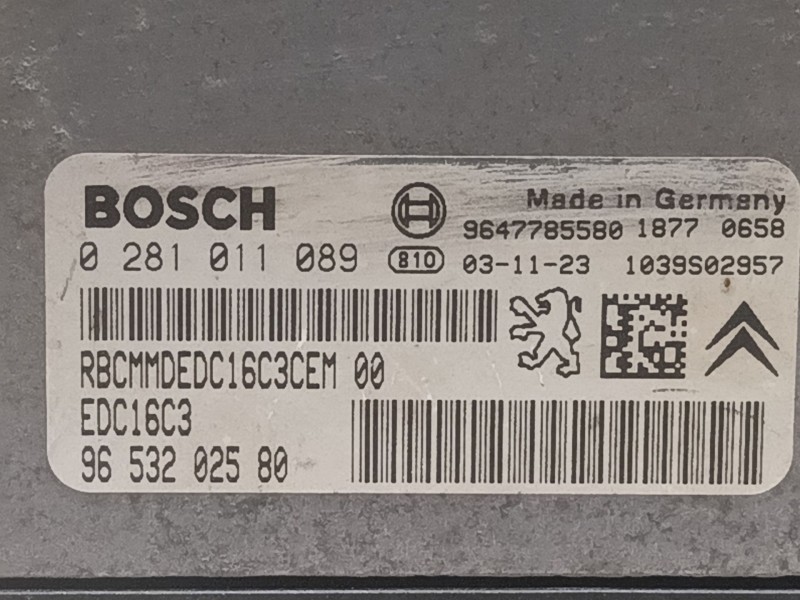 BOSCH
Made in Germany
9647785580 1877 0658
0 281 011 089 810 03-11-23 1039S02957
RBCMMDEDC16C3CEM 00
EDC16C3
96 532 025 80